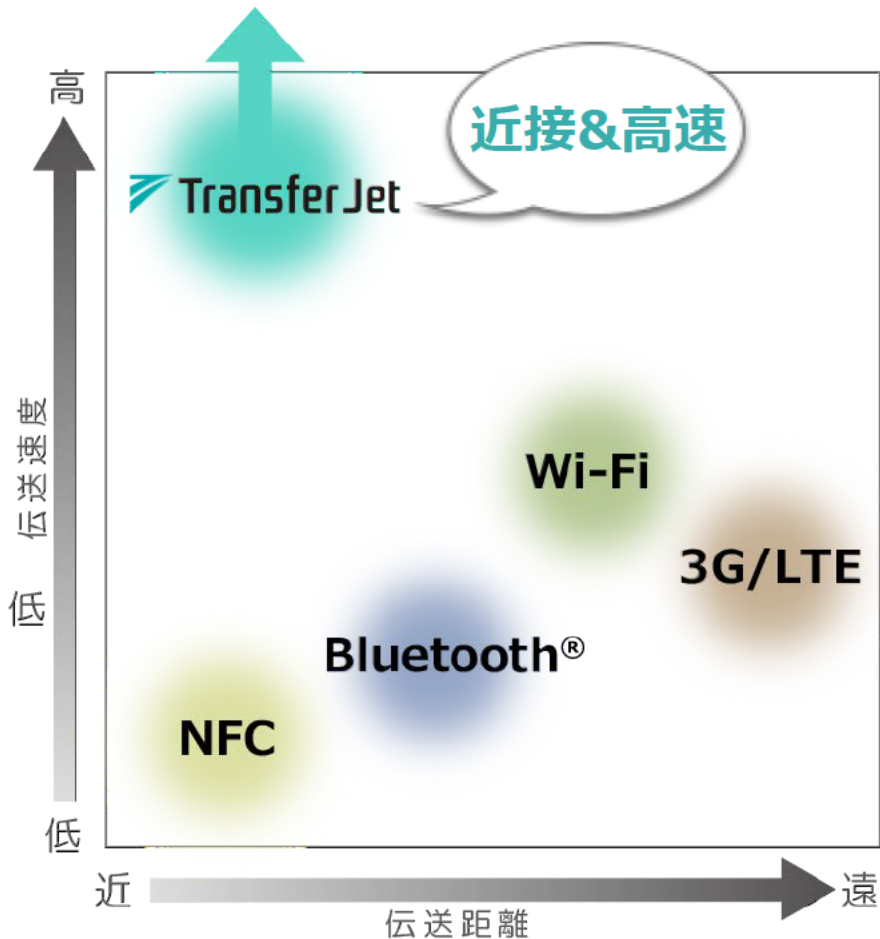 高
近接&高速
TransferJet
伝送速度
Wi-Fi
3G/LTE
低
Bluetooth®
NFC
低
近
遠
伝送距離